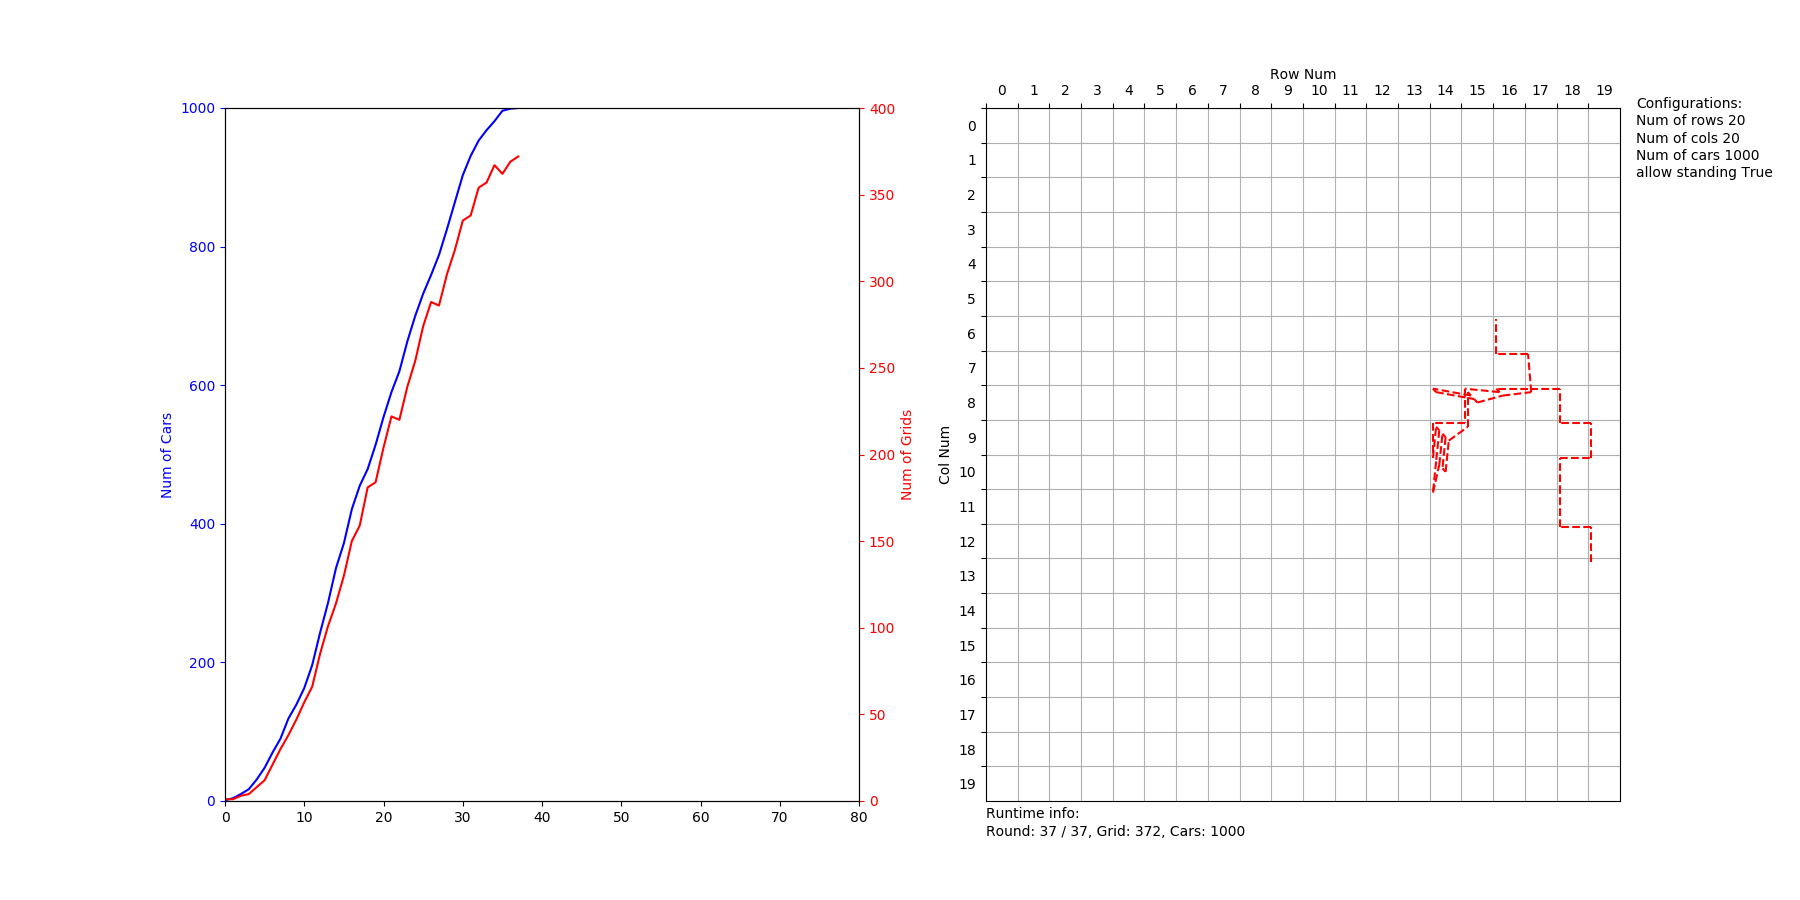 1000
800
600
400
200
0
Num of Cars
0 10 20 30 40 50 60 70 80
400
350
300
250
200
150
100
50
0
Num of Grids
Row Num
0 1 2 3 4 5 6 7 8 9 10 11 12 13 14 15 16 17 18 19
Col Num
0
1
2
3
4
5
6
7
8
9
10
11
12
13
14
15
16
17
18
19
Configurations:
Num of rows 20
Num of cols 20
Num of cars 1000
allow standing True
Runtime info:
Round: 37 / 37, Grid: 372, Cars: 1000